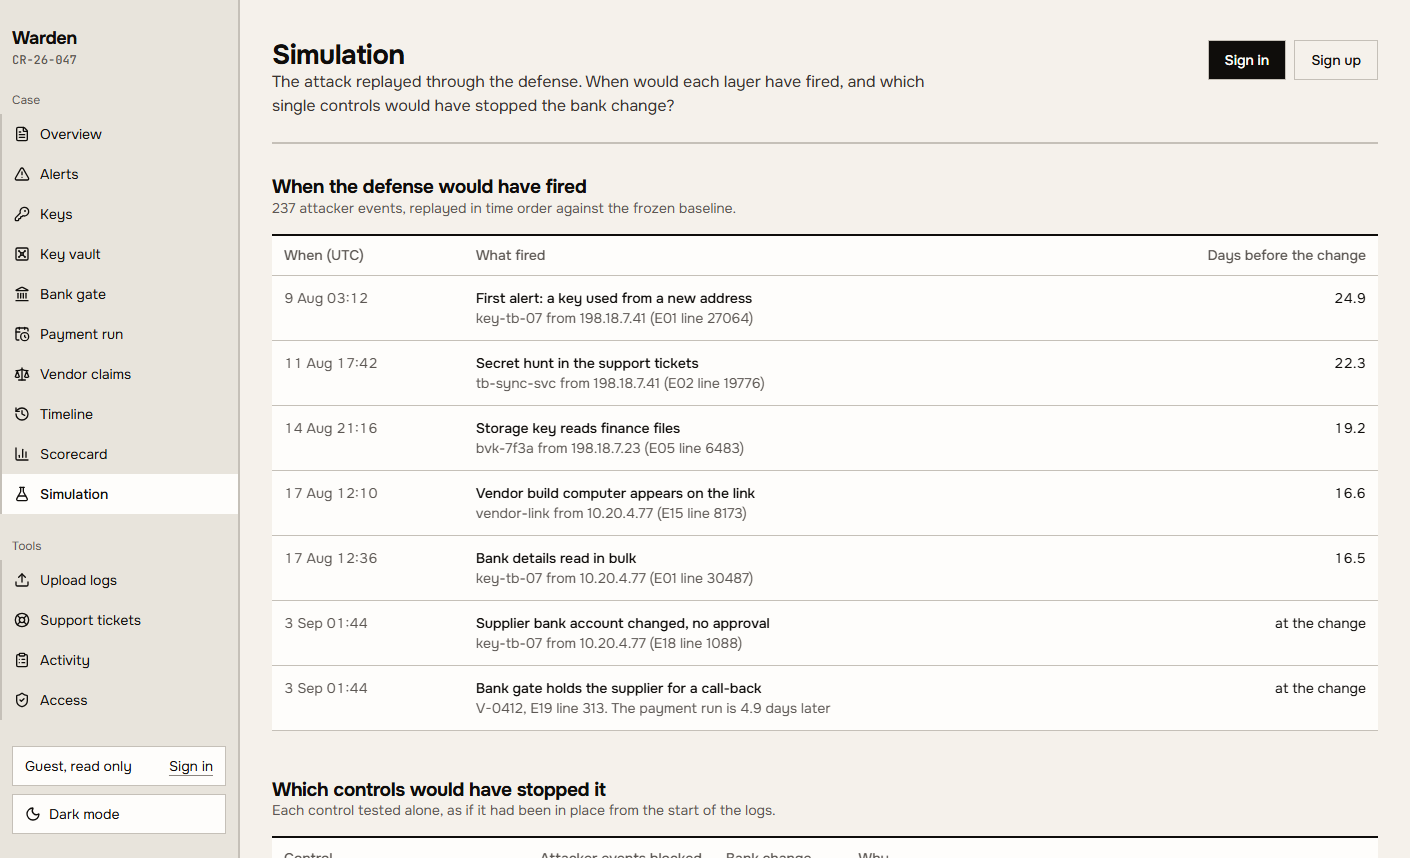 Warden
CR-26-047
Case
Overview
Alerts
Keys
Key vault
Bank gate
Payment run
Vendor claims
Timeline
Scorecard
Simulation
Tools
Upload logs
Support tickets
Activity
Access
Guest, read only Sign in
Dark mode
Simulation
The attack replayed through the defense. When would each layer have fired, and which
single controls would have stopped the bank change?
Sign in
Sign up
When the defense would have fired
237 attacker events, replayed in time order against the frozen baseline.
When (UTC) What fired Days before the change
9 Aug 03:12 First alert: a key used from a new address 24.9
key-tb-07 from 198.18.7.41 (E01 line 27064)
11 Aug 17:42 Secret hunt in the support tickets 22.3
tb-sync-svc from 198.18.7.41 (E02 line 19776)
14 Aug 21:16 Storage key reads finance files 19.2
bvk-7f3a from 198.18.7.23 (E05 line 6483)
17 Aug 12:10 Vendor build computer appears on the link 16.6
vendor-link from 10.20.4.77 (E15 line 8173)
17 Aug 12:36 Bank details read in bulk 16.5
key-tb-07 from 10.20.4.77 (E01 line 30487)
3 Sep 01:44 Supplier bank account changed, no approval at the change
key-tb-07 from 10.20.4.77 (E18 line 1088)
3 Sep 01:44 Bank gate holds the supplier for a call-back at the change
V-0412, E19 line 313. The payment run is 4.9 days later
Which controls would have stopped it
Each control tested alone, as if it had been in place from the start of the logs.
Control Attacker events blocked Bank change Why